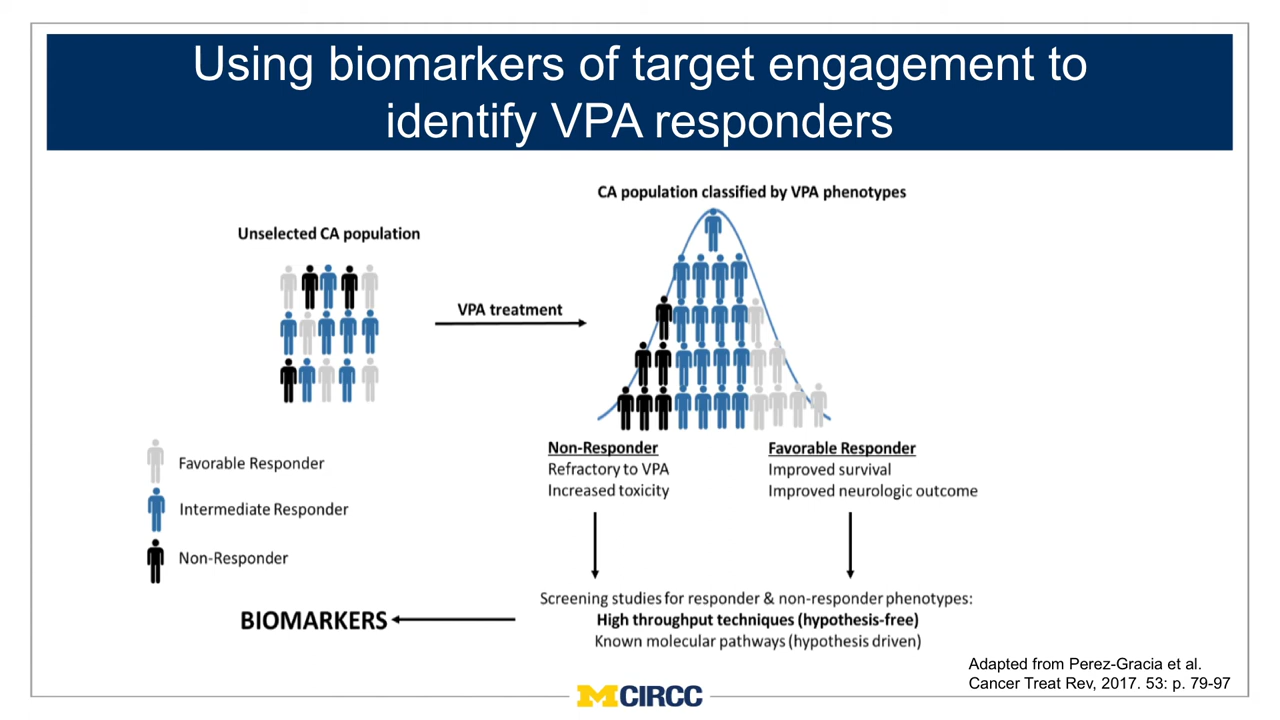 Using biomarkers of target engagement to
identify VPA responders
CA population classified by VPA phenotypes
Unselected CA population
VPA treatment
Non-Responder
Refractory to VPA
Increased toxicity
Favorable Responder
Improved survival
Improved neurologic outcome
Favorable Responder
Intermediate Responder
Non-Responder
Screening studies for responder & non-responder phenotypes:
High throughput techniques (hypothesis-free)
Known molecular pathways (hypothesis driven)
BIOMARKERS
Adapted from Perez-Gracia et al.
Cancer Treat Rev, 2017. 53: p. 79-97
MCIRCC